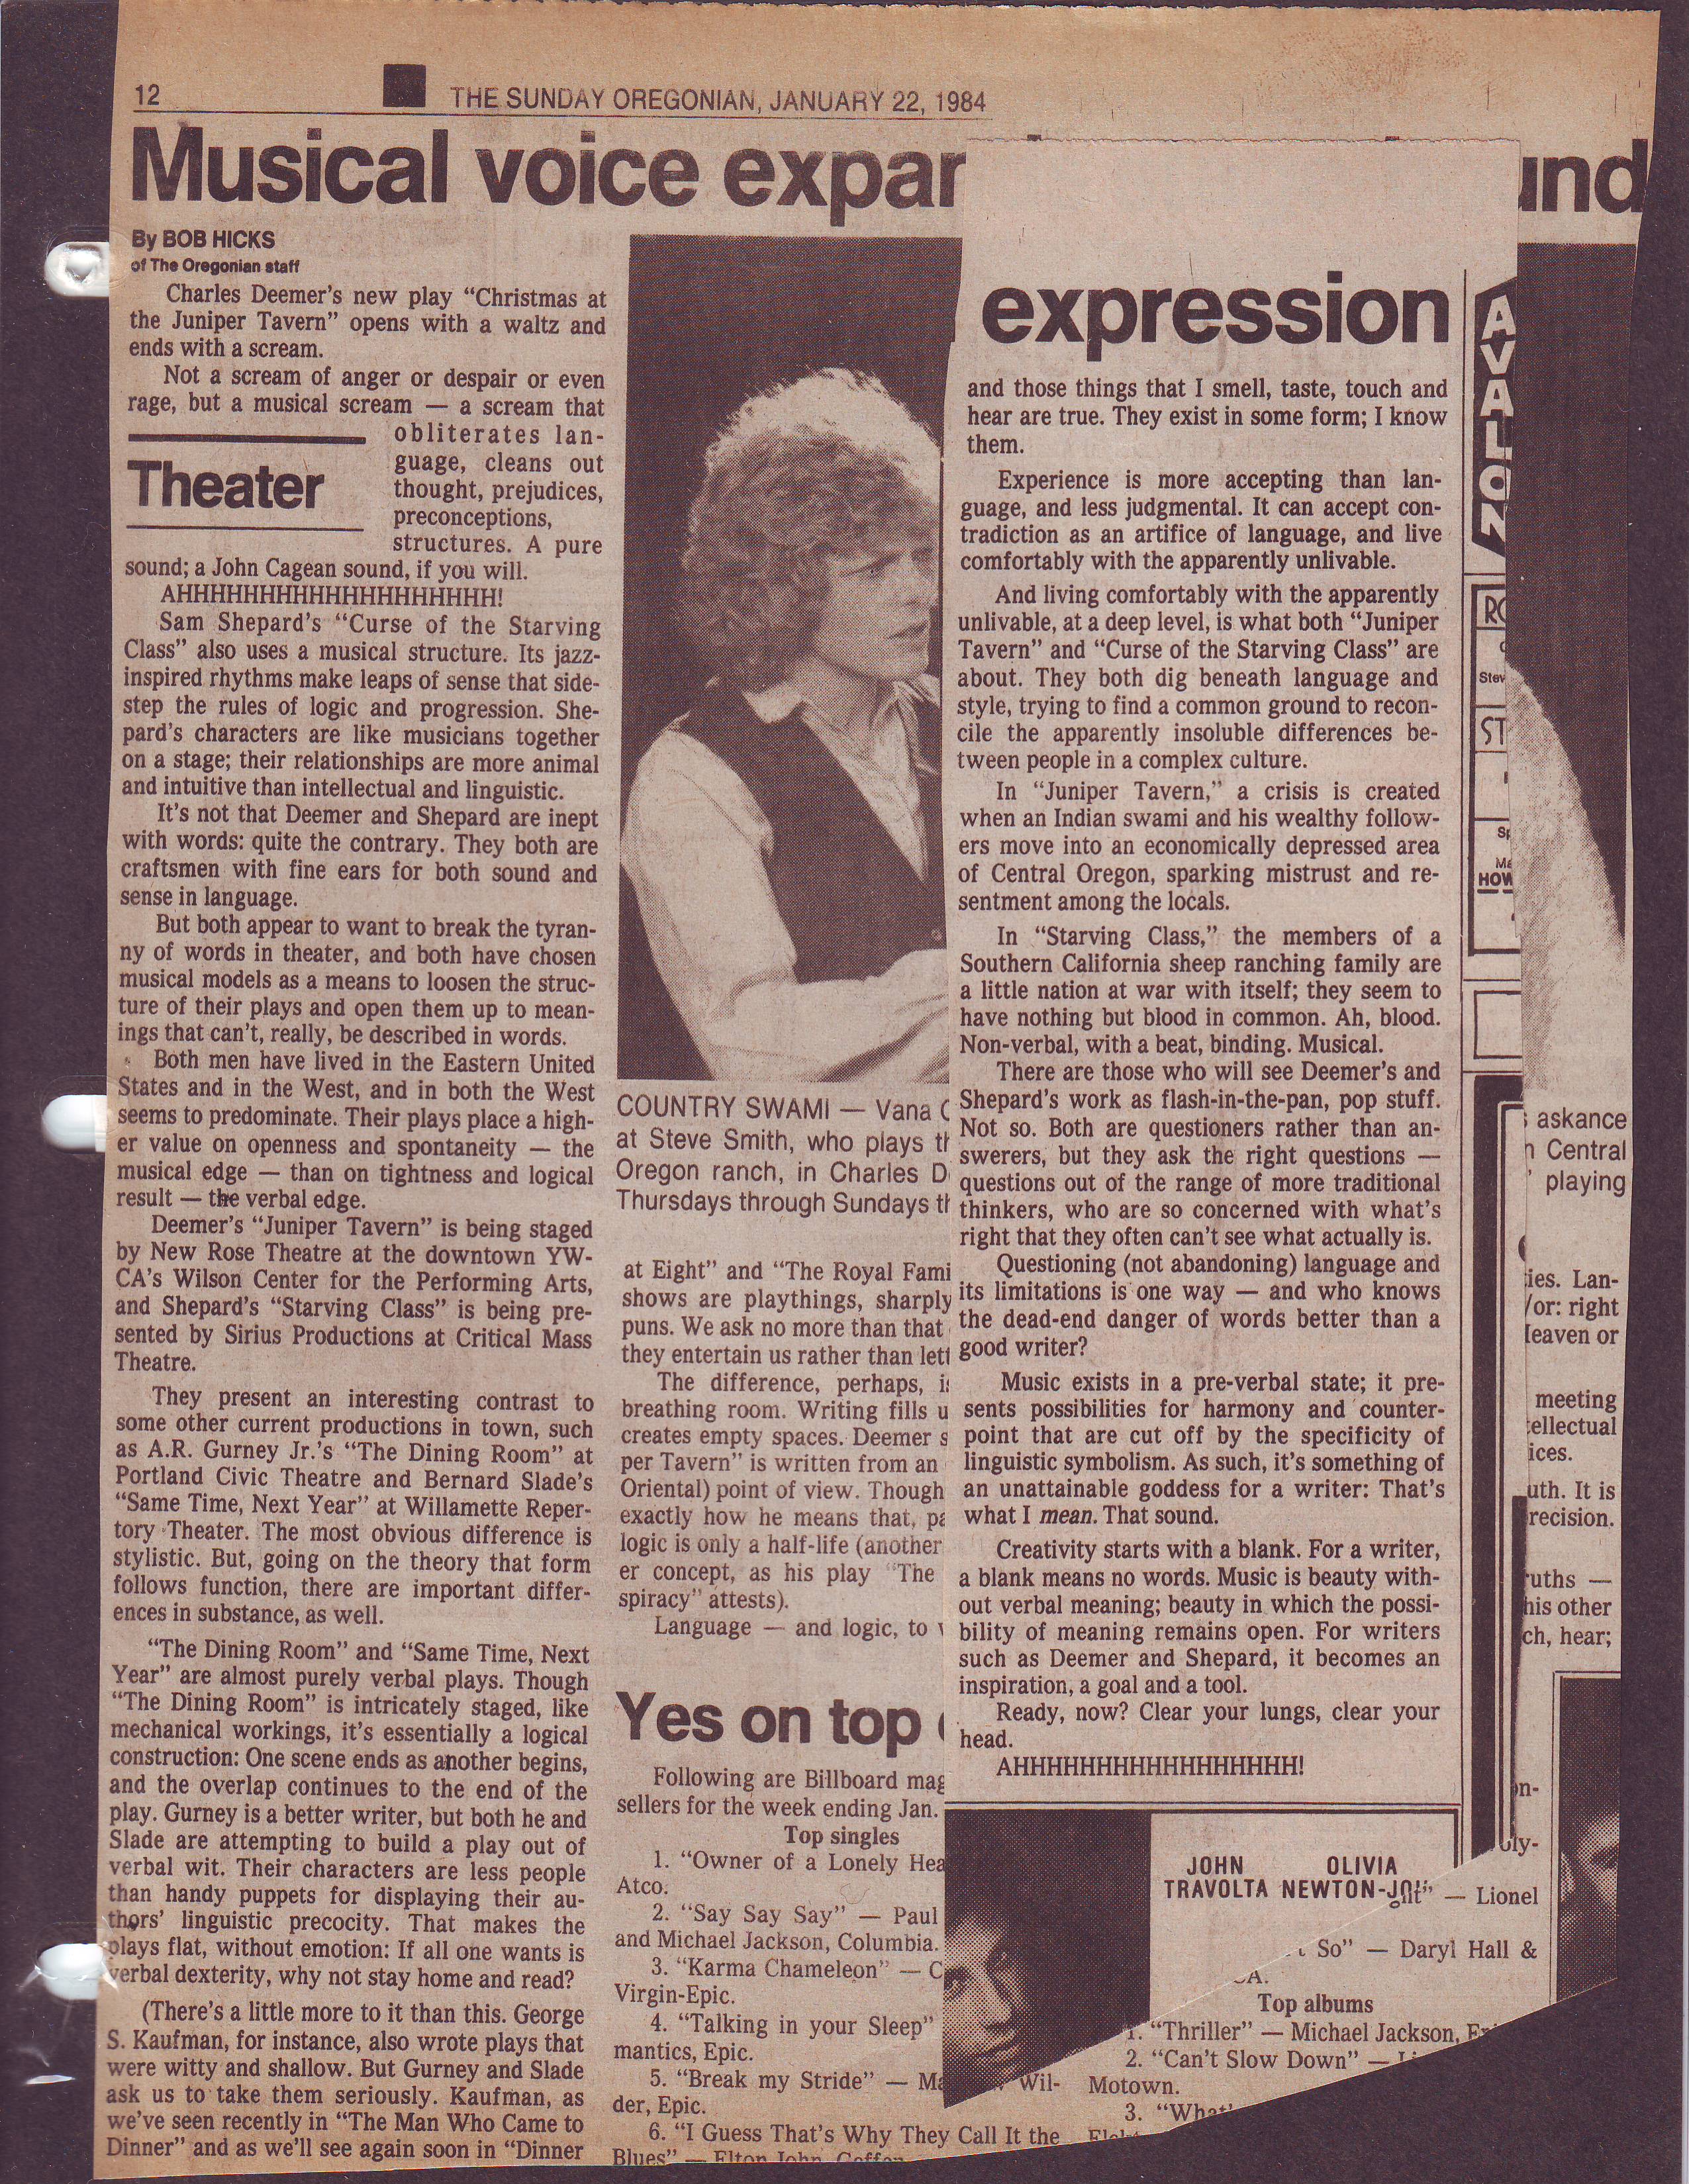 12
THE SUNDAY OREGONIAN, JANUARY 22, 1984
Musical voice expan
und
By BOB HICKS
of The Oregonian staff
Charles Deemer's new play “Christmas at
the Juniper Tavern” opens with a waltz and
ends with a scream.
Not a scream of anger or despair or even
rage, but a musical scream — a scream that
obliterates lan-
guage, cleans out
thought, prejudices,
preconceptions,
structures. A pure
Theater
sound; a John Cagean sound, if you will.
AHHHHHHHHHHHHHHHHHHHH!
Sam Shepard's “Curse of the Starving
Class” also uses a musical structure. Its jazz-
inspired rhythms make leaps of sense that side-
step the rules of logic and progression. She-
pard's characters are like musicians together
on a stage; their relationships are more animal
and intuitive than intellectual and linguistic.
It's not that Deemer and Shepard are inept
with words: quite the contrary. They both are
craftsmen with fine ears for both sound and
sense in language.
But both appear to want to break the tyran-
ny of words in theater, and both have chosen
musical models as a means to loosen the struc-
ture of their plays and open them up to mean-
ings that can't, really, be described in words.
Both men have lived in the Eastern United
States and in the West, and in both the West
seems to predominate. Their plays place a high-
er value on openness and spontaneity — the
musical edge — than on tightness and logical
result — the verbal edge.
Deemer's “Juniper Tavern” is being staged
by New Rose Theatre at the downtown YW-
CA's Wilson Center for the Performing Arts,
and Shepard's “Starving Class” is being pre-
sented by Sirius Productions at Critical Mass
Theatre.
They present an interesting contrast to
some other current productions in town, such
as A.R. Gurney Jr.'s “The Dining Room” at
Portland Civic Theatre and Bernard Slade's
“Same Time, Next Year” at Willamette Reper-
tory Theater. The most obvious difference is
stylistic. But, going on the theory that form
follows function, there are important differ-
ences in substance, as well.
“The Dining Room” and “Same Time, Next
Year” are almost purely verbal plays. Though
“The Dining Room” is intricately staged, like
mechanical workings, it's essentially a logical
construction: One scene ends as another begins,
and the overlap continues to the end of the
play. Gurney is a better writer, but both he and
Slade are attempting to build a play out of
verbal wit. Their characters are less people
than handy puppets for displaying their au-
thors' linguistic precocity. That makes the
plays flat, without emotion: If all one wants is
verbal dexterity, why not stay home and read?
(There's a little more to it than this. George
S. Kaufman, for instance, also wrote plays that
were witty and shallow. But Gurney and Slade
ask us to take them seriously. Kaufman, as
we've seen recently in “The Man Who Came to
Dinner” and as we'll see again soon in “Dinner
COUNTRY SWAMI — Vana
at Steve Smith, who plays
Oregon ranch, in Charles D
Thursdays through Sundays
at Eight” and “The Royal Fami
shows are playthings, sharply
puns. We ask no more than that
they entertain us rather than
The difference, perhaps,
breathing room. Writing fills
creates empty spaces. Deemer
per Tavern” is written from an
Oriental) point of view. Though
exactly how he means that,
logic is only a half-life (another
er concept, as his play “The
spiracy” attests).
Language — and logic, to
Yes on top
Following are Billboard mag
sellers for the week ending Jan.
Top singles
1. “Owner of a Lonely Hea
Atco.
2. “Say Say Say” — Paul
and Michael Jackson, Columbia.
3. “Karma Chameleon” — C
Virgin-Epic.
4. “Talking in your Sleep”
mantics, Epic.
5. “Break my Stride” — Ma Wil-
der, Epic.
6. “I Guess That's Why They Call It the
Blues” — Elton John, Geffen
expression
and those things that I smell, taste, touch and
hear are true. They exist in some form; I know
them.
Experience is more accepting than lan-
guage, and less judgmental. It can accept con-
tradiction as an artifice of language, and live
comfortably with the apparently unlivable.
And living comfortably with the apparently
unlivable, at a deep level, is what both “Juniper
Tavern” and “Curse of the Starving Class” are
about. They both dig beneath language and
style, trying to find a common ground to recon-
cile the apparently insoluble differences be-
tween people in a complex culture.
In “Juniper Tavern,” a crisis is created
when an Indian swami and his wealthy follow-
ers move into an economically depressed area
of Central Oregon, sparking mistrust and re-
sentment among the locals.
In “Starving Class,” the members of a
Southern California sheep ranching family are
a little nation at war with itself; they seem to
have nothing but blood in common. Ah, blood.
Non-verbal, with a beat, binding. Musical.
There are those who will see Deemer's and
Shepard's work as flash-in-the-pan, pop stuff.
Not so. Both are questioners rather than an-
swerers, but they ask the right questions —
questions out of the range of more traditional
thinkers, who are so concerned with what's
right that they often can't see what actually is.
Questioning (not abandoning) language and
its limitations is one way — and who knows
the dead-end danger of words better than a
good writer?
Music exists in a pre-verbal state; it pre-
sents possibilities for harmony and counter-
point that are cut off by the specificity of
linguistic symbolism. As such, it's something of
an unattainable goddess for a writer: That's
what I mean. That sound.
Creativity starts with a blank. For a writer,
a blank means no words. Music is beauty with-
out verbal meaning; beauty in which the possi-
bility of meaning remains open. For writers
such as Deemer and Shepard, it becomes an
inspiration, a goal and a tool.
Ready, now? Clear your lungs, clear your
head.
AHHHHHHHHHHHHHHHHHH!
JOHN OLIVIA
TRAVOLTA NEWTON-JO
AVALON
Stev
ST
HOW
askance
Central
playing
ies. Lan-
/or: right
eaven or
meeting
ellectual
ices.
uth. It is
recision.
ruths —
his other
ch, hear;
— Lionel
So” — Daryl Hall &
Top albums
1. “Thriller” — Michael Jackson,
2. “Can't Slow Down” —
Motown.
3.